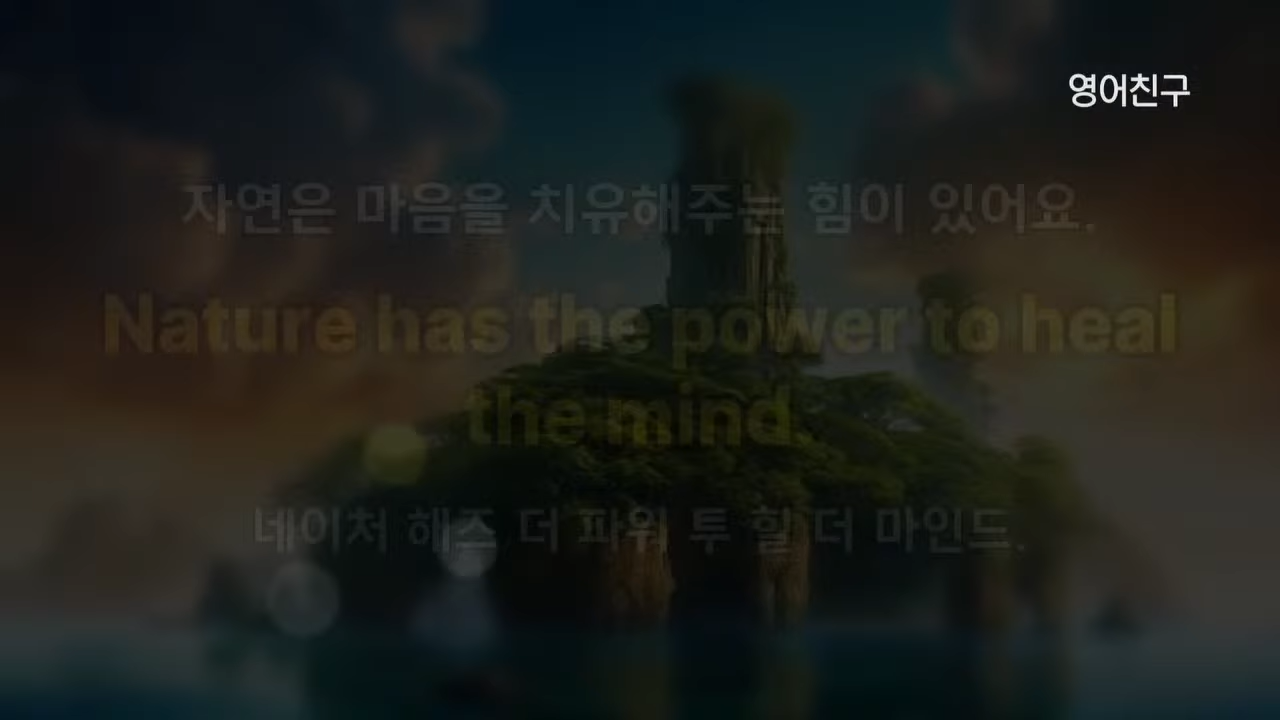 영어친구
자연은 마음을 치유해주는 힘이 있어요.
Nature has the power to heal
the mind.
네이처 해즈 더 파워 투 힐 더 마인드.